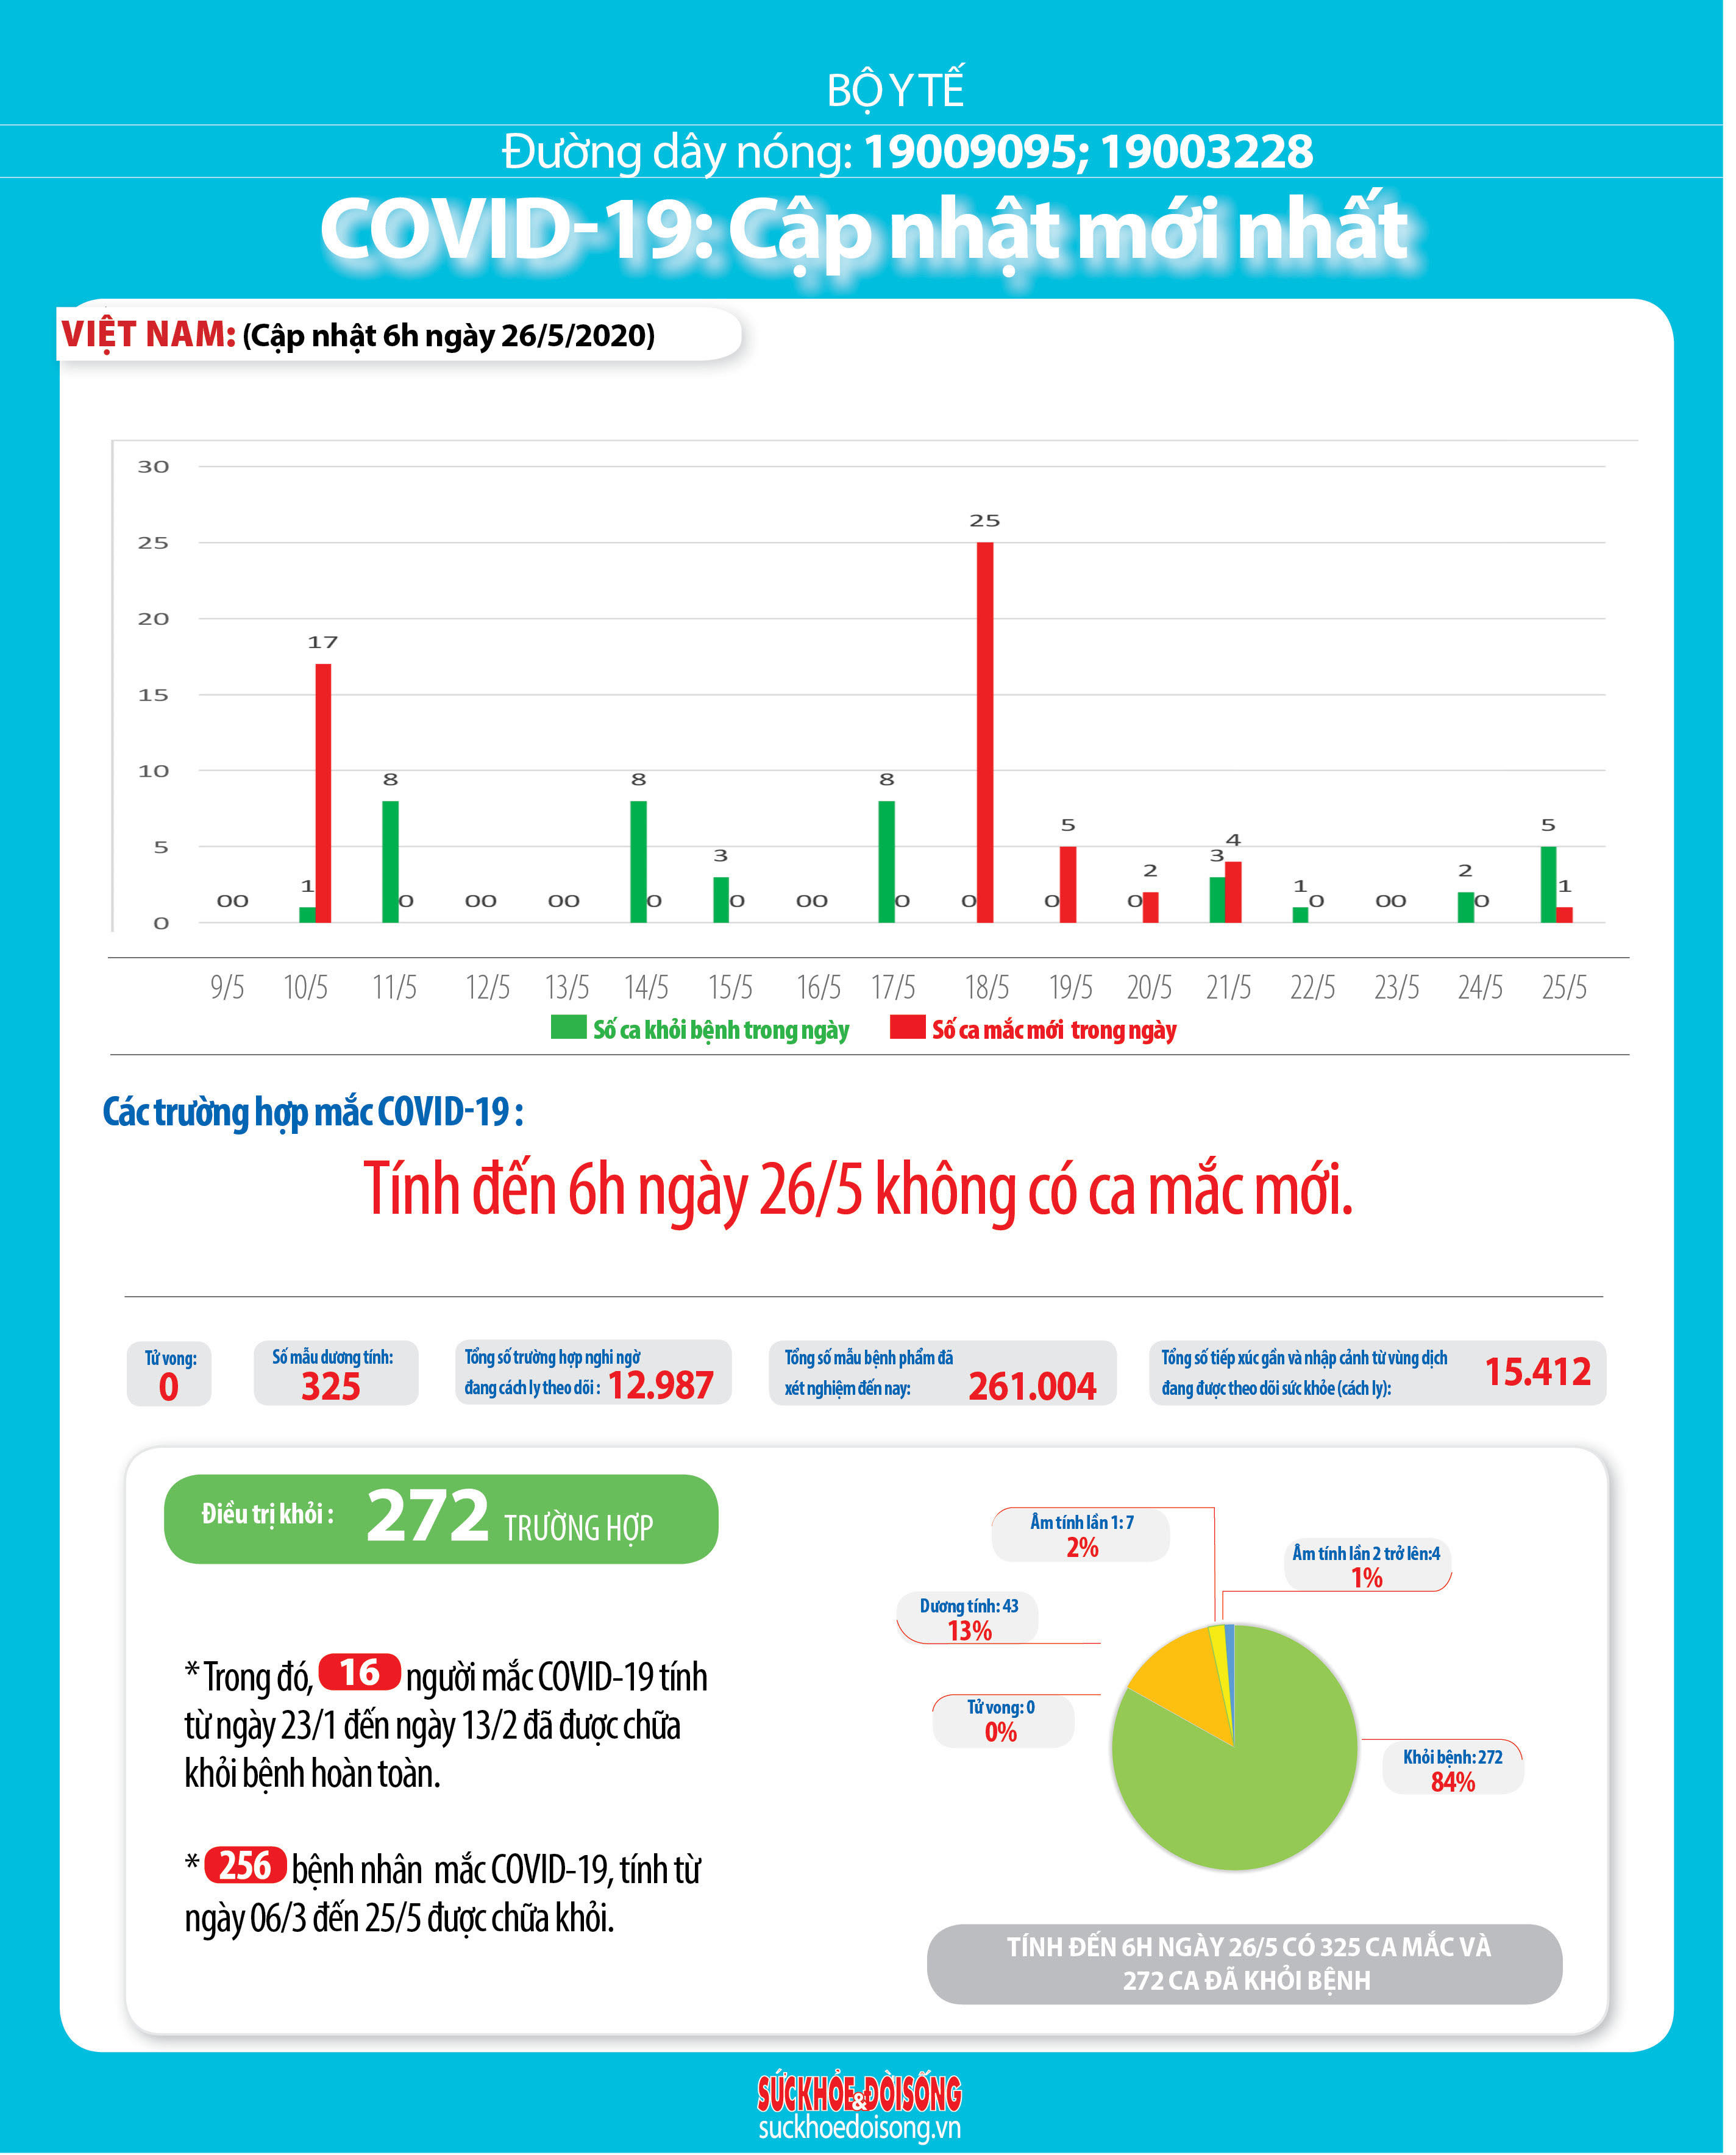 BỘ Y TẾ
Đường dây nóng: 19009095; 19003228
COVID-19: Cập nhật mới nhất
VIỆT NAM: (Cập nhật 6h ngày 26/5/2020)
30
25
20
15
10
5
0
0 0
1 17
8 0
0 0
0 0
8 0
3 0
0 0
8 0
0 25
0 5
0 2
3 4
1 0
0 0
2 0
5 1
9/5 10/5 11/5 12/5 13/5 14/5 15/5 16/5 17/5 18/5 19/5 20/5 21/5 22/5 23/5 24/5 25/5
Số ca khỏi bệnh trong ngày Số ca mắc mới trong ngày
Các trường hợp mắc COVID-19 :
Tính đến 6h ngày 26/5 không có ca mắc mới.
Tử vong:
0
Số mẫu dương tính:
325
Tổng số trường hợp nghi ngờ
đang cách ly theo dõi : 12.987
Tổng số mẫu bệnh phẩm đã
xét nghiệm đến nay: 261.004
Tổng số tiếp xúc gần và nhập cảnh từ vùng dịch
đang được theo dõi sức khỏe (cách ly): 15.412
Điều trị khỏi : 272 TRƯỜNG HỢP
* Trong đó, 16 người mắc COVID-19 tính
từ ngày 23/1 đến ngày 13/2 đã được chữa
khỏi bệnh hoàn toàn.
* 256 bệnh nhân mắc COVID-19, tính từ
ngày 06/3 đến 25/5 được chữa khỏi.
Âm tính lần 1: 7
2%
Âm tính lần 2 trở lên:4
1%
Dương tính: 43
13%
Tử vong: 0
0%
Khỏi bệnh: 272
84%
TÍNH ĐẾN 6H NGÀY 26/5 CÓ 325 CA MẮC VÀ
272 CA ĐÃ KHỎI BỆNH
SỨC KHỎE & ĐỜI SỐNG
suckhoedoisong.vn